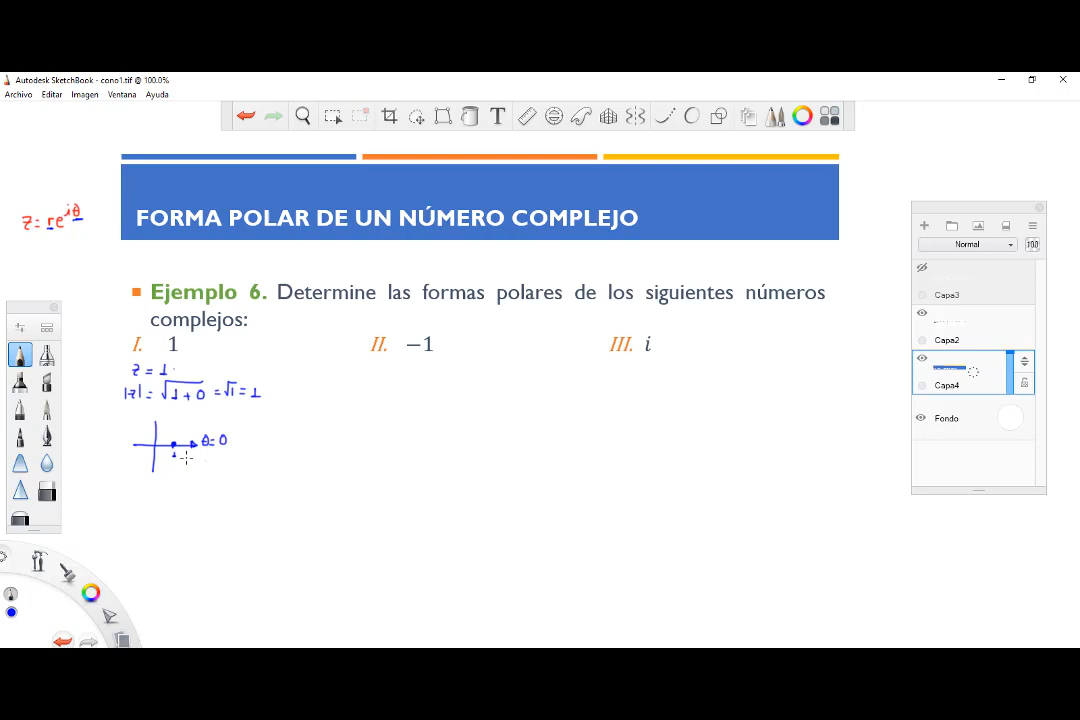 Autodesk SketchBook - cono1.tif @ 100.0%
Archivo Editar Imagen Ventana Ayuda
FORMA POLAR DE UN NÚMERO COMPLEJO
z = re^{iθ}
Ejemplo 6. Determine las formas polares de los siguientes números
complejos:
I. 1 II. −1 III. i
z = 1
|z| = √(1 + 0) = √1 = 1
θ = 0
1
Normal
100
Capa3
Capa2
Capa4
Fondo